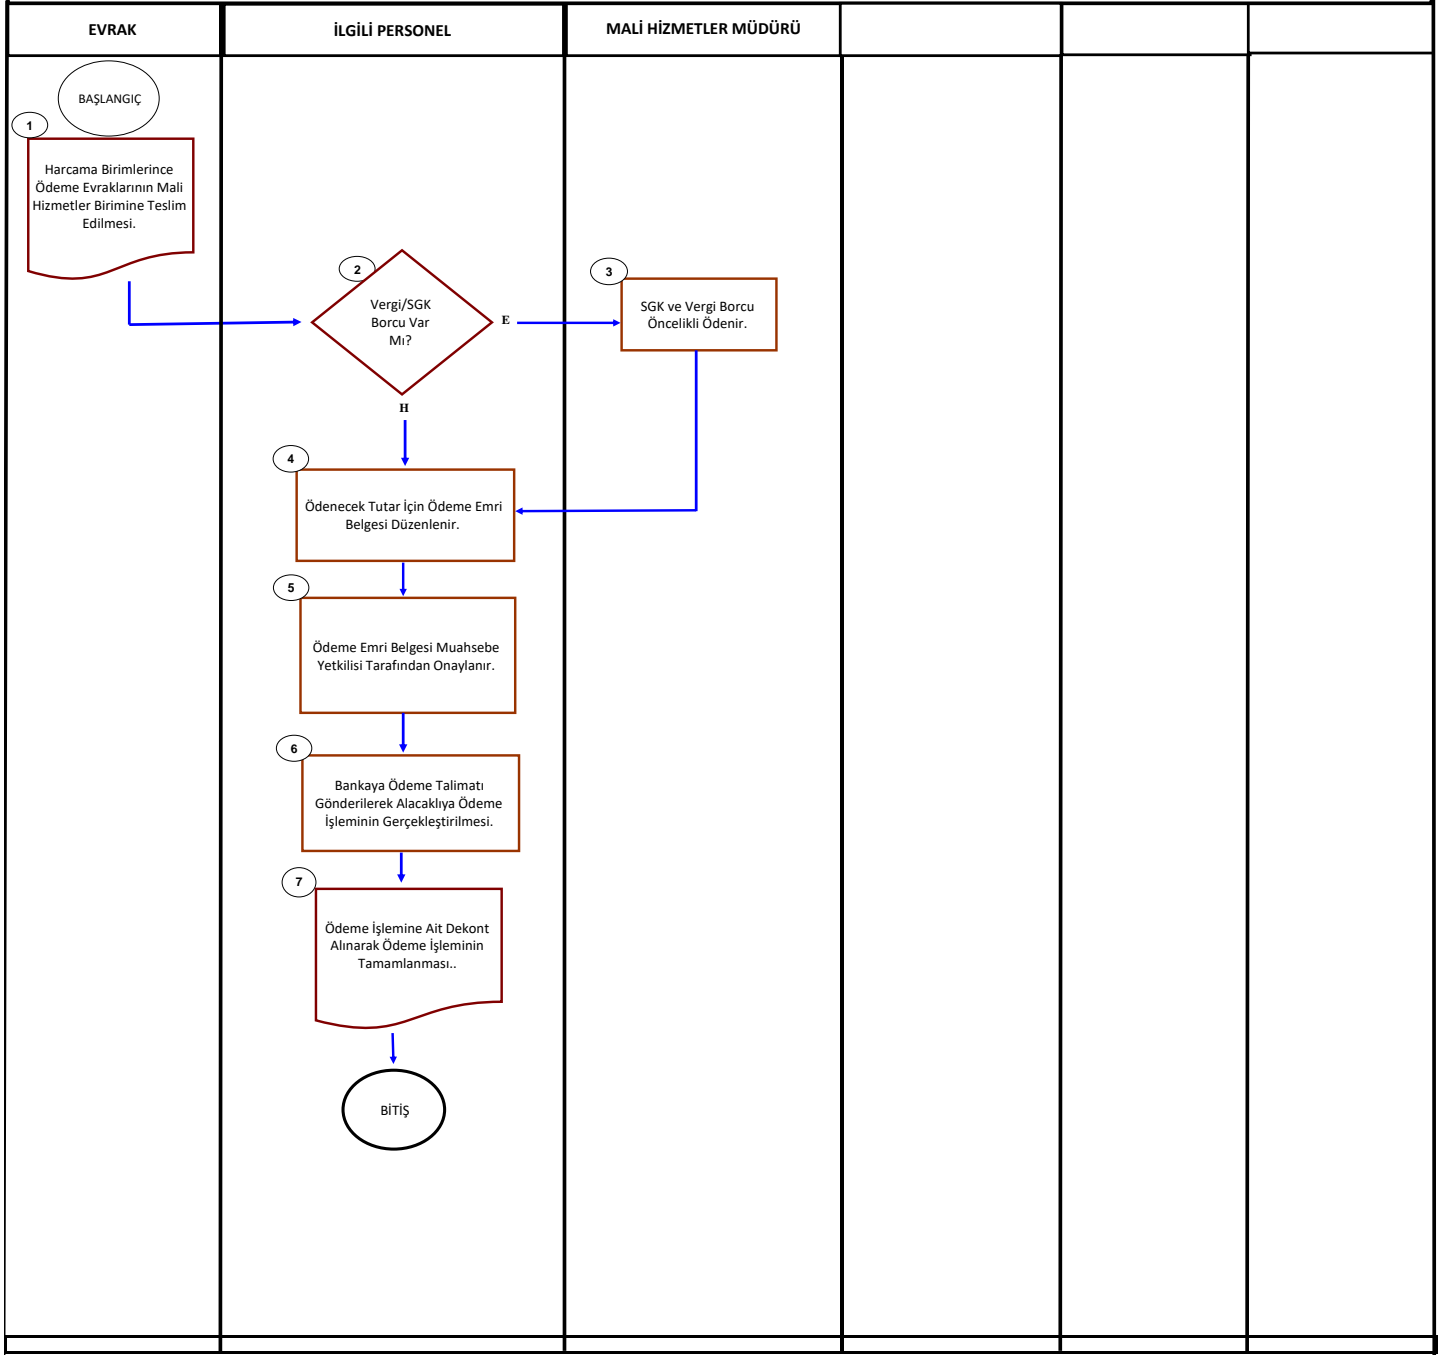 EVRAK
İLGİLİ PERSONEL
MALİ HİZMETLER MÜDÜRÜ
BAŞLANGIÇ
1
Harcama Birimlerince
Ödeme Evraklarının Mali
Hizmetler Birimine Teslim
Edilmesi.
2
Vergi/SGK
Borcu Var
Mı?
E
3
SGK ve Vergi Borcu
Öncelikli Ödenir.
H
4
Ödenecek Tutar İçin Ödeme Emri
Belgesi Düzenlenir.
5
Ödeme Emri Belgesi Muahsebe
Yetkilisi Tarafından Onaylanır.
6
Bankaya Ödeme Talimatı
Gönderilerek Alacaklıya Ödeme
İşleminin Gerçekleştirilmesi.
7
Ödeme İşlemine Ait Dekont
Alınarak Ödeme İşleminin
Tamamlanması..
BİTİŞ